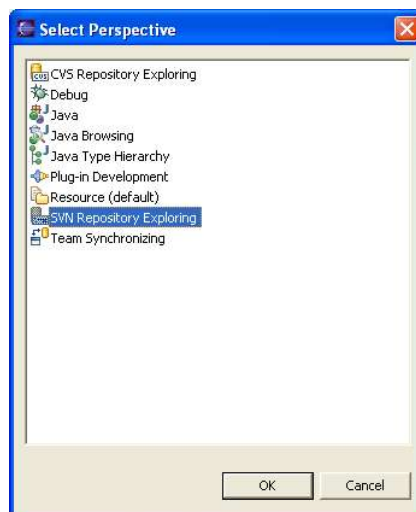 Select Perspective
CVS Repository Exploring
Debug
Java
Java Browsing
Java Type Hierarchy
Plug-in Development
Resource (default)
SVN Repository Exploring
Team Synchronizing
OK Cancel